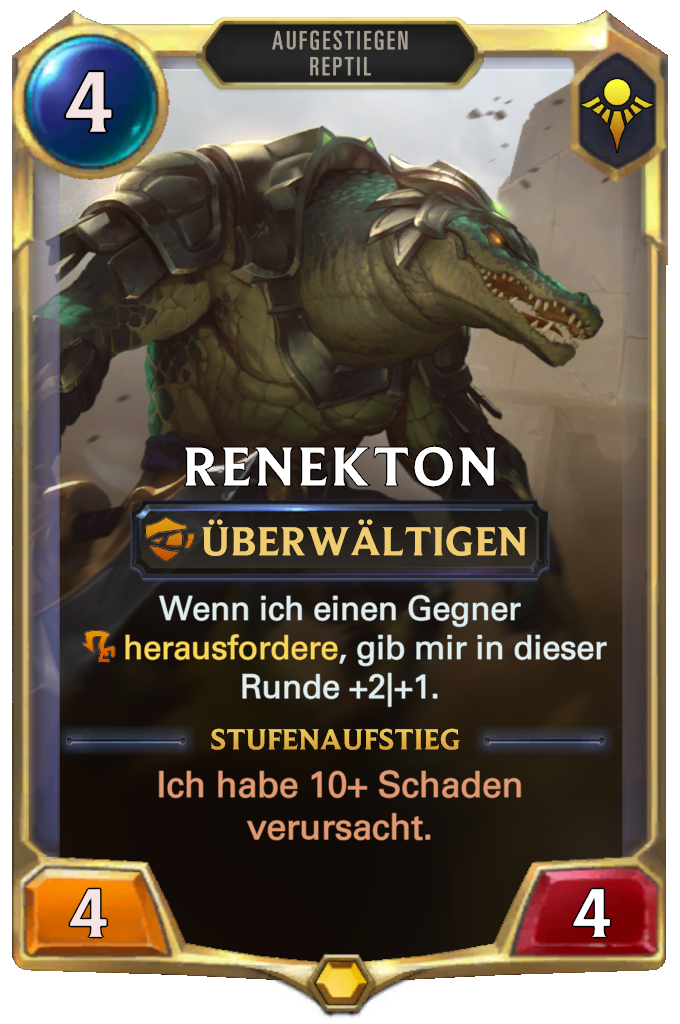 4
AUFGESTIEGEN
REPTIL
RENEKTON
ÜBERWÄLTIGEN
Wenn ich einen Gegner
herausfordere, gib mir in dieser
Runde +2|+1.
STUFENAUFSTIEG
Ich habe 10+ Schaden
verursacht.
4
4